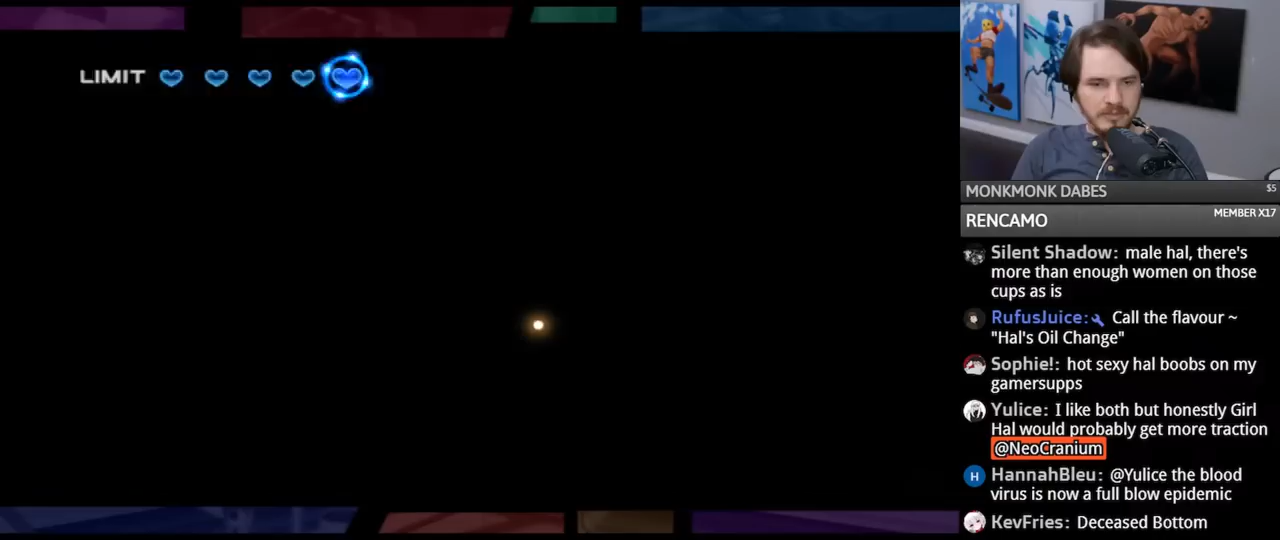 LIMIT
MONKMONK DABES
$5
RENCAMO
MEMBER X17
Silent Shadow: male hal, there's
more than enough women on those
cups as is
RufusJuice: Call the flavour ~
"Hal's Oil Change"
Sophie!: hot sexy hal boobs on my
gamersupps
Yulice: I like both but honestly Girl
Hal would probably get more traction
@NeoCranium
H
HannahBleu: @Yulice the blood
virus is now a full blow epidemic
KevFries: Deceased Bottom